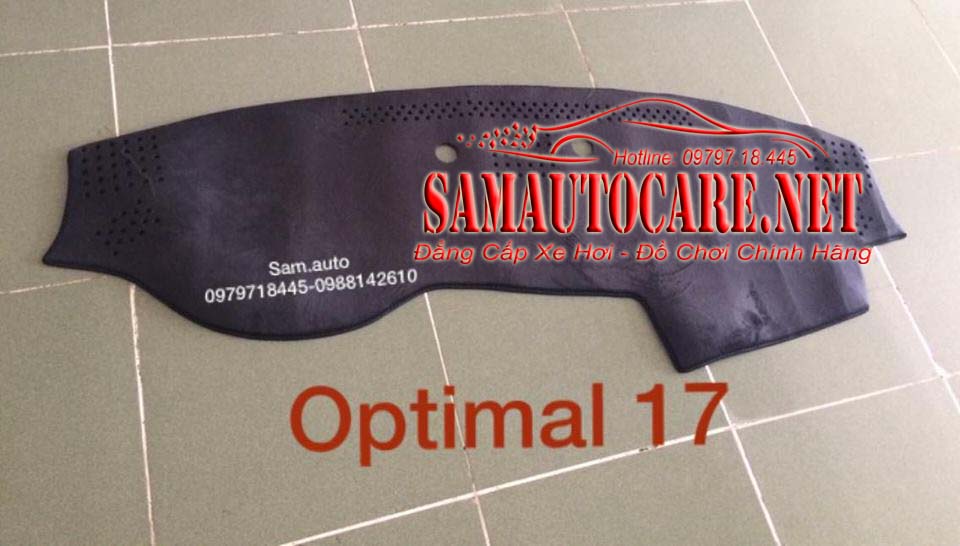 Hotline: 09797.18.445
SAMAUTOCARE.NET
Đẳng Cấp Xe Hơi - Đồ Chơi Chính Hãng
Sam.auto
0979718445-0988142610
Optimal 17